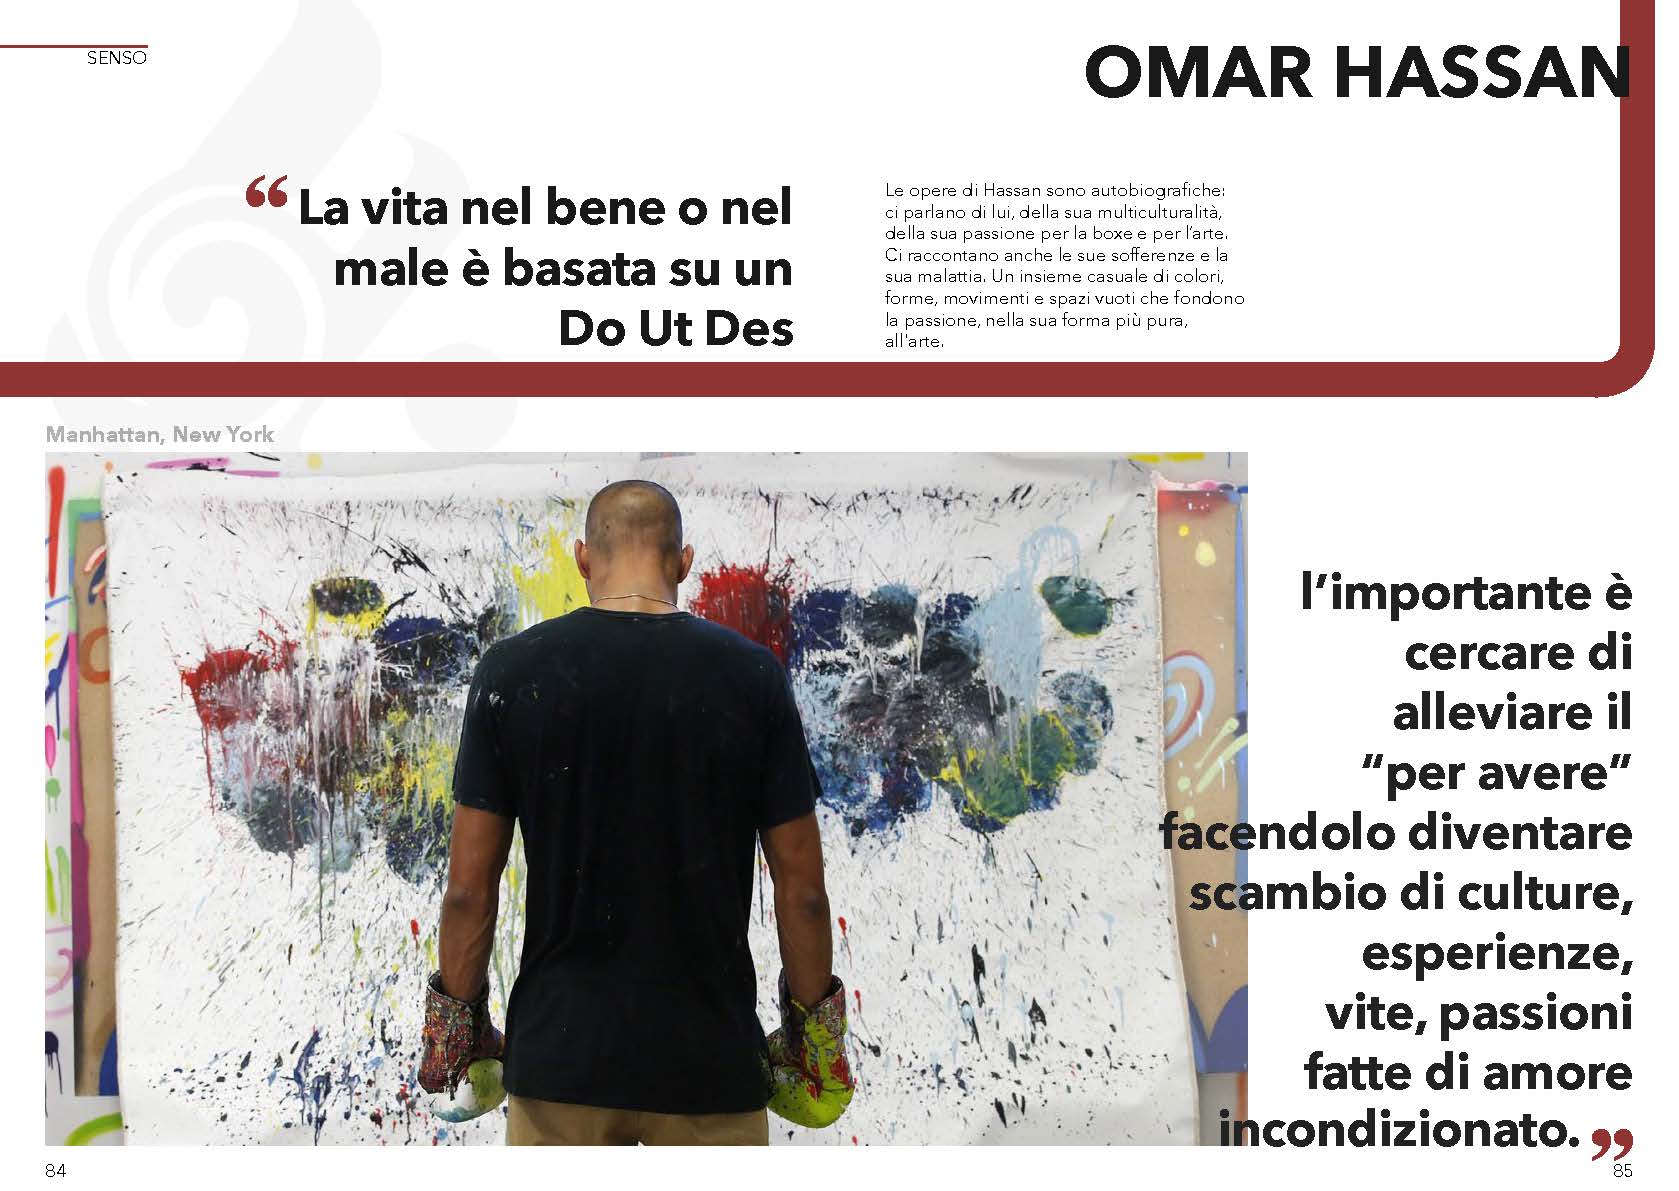 SENSO
OMAR HASSAN
“ La vita nel bene o nel
male è basata su un
Do Ut Des
Le opere di Hassan sono autobiografiche:
ci parlano di lui, della sua multiculturalità,
della sua passione per la boxe e per l'arte.
Ci raccontano anche le sue sofferenze e la
sua malattia. Un insieme casuale di colori,
forme, movimenti e spazi vuoti che fondono
la passione, nella sua forma più pura,
all'arte.
Manhattan, New York
l’importante è
cercare di
alleviare il
“per avere”
facendolo diventare
scambio di culture,
esperienze,
vite, passioni
fatte di amore
incondizionato. ”
84
85